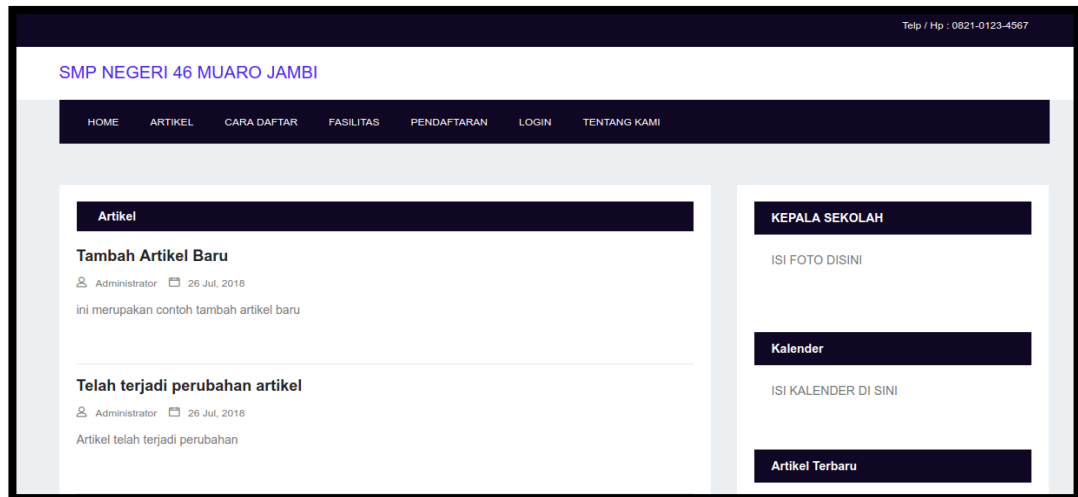 Telp / Hp : 0821-0123-4567
SMP NEGERI 46 MUARO JAMBI
HOME ARTIKEL CARA DAFTAR FASILITAS PENDAFTARAN LOGIN TENTANG KAMI
Artikel
Tambah Artikel Baru
Administrator 26 Jul, 2018
ini merupakan contoh tambah artikel baru
Telah terjadi perubahan artikel
Administrator 26 Jul, 2018
Artikel telah terjadi perubahan
KEPALA SEKOLAH
ISI FOTO DISINI
Kalender
ISI KALENDER DI SINI
Artikel Terbaru